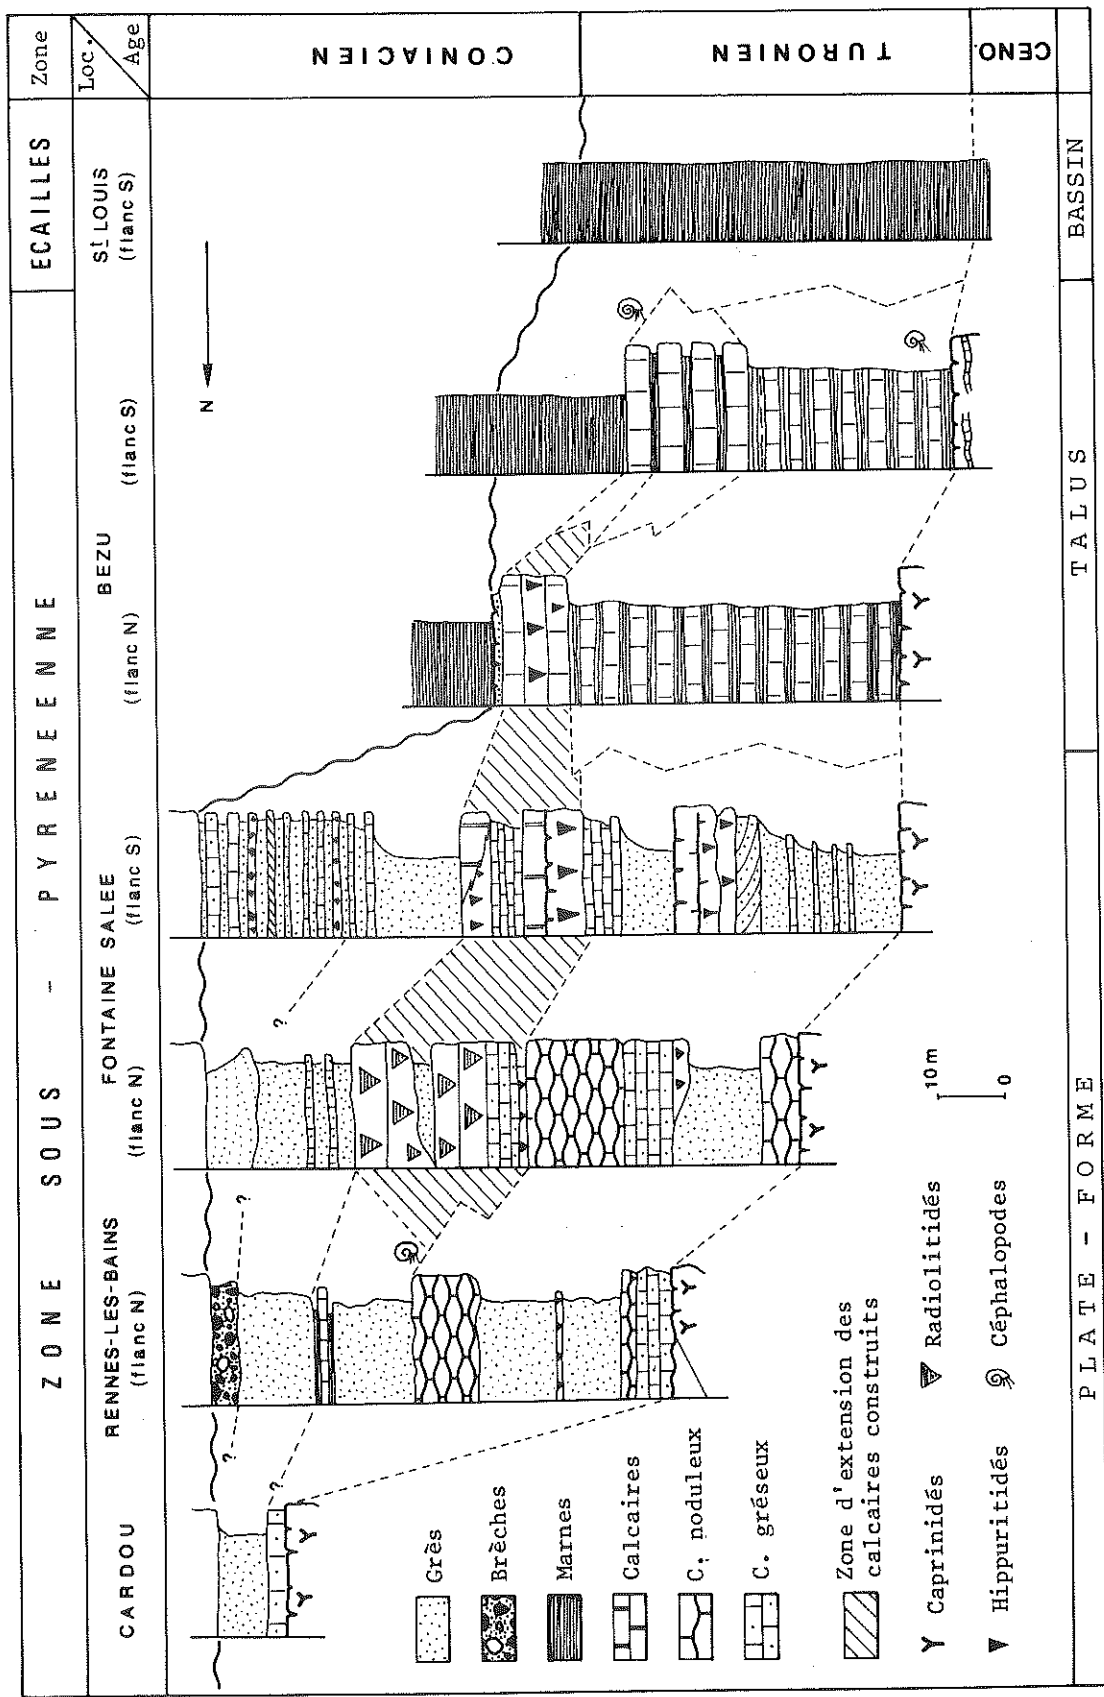 Zone
ZONE SOUS - PYRENEENNE
ECAILLES
Loc.
Age
CARDOU
RENNES-LES-BAINS
(flanc N)
FONTAINE SALEE
(flanc N)
(flanc S)
BEZU
(flanc N)
(flanc S)
St LOUIS
(flanc S)
N
CONIACIEN
TURONIEN
CENO.
?
?
?
?
Grès
Brèches
Marnes
Calcaires
C. noduleux
C. gréseux
Zone d'extension des
calcaires construits
Caprinidés
Radiolitidés
Hippuritidés
Céphalopodes
10m
0
PLATE - FORME
TALUS
BASSIN